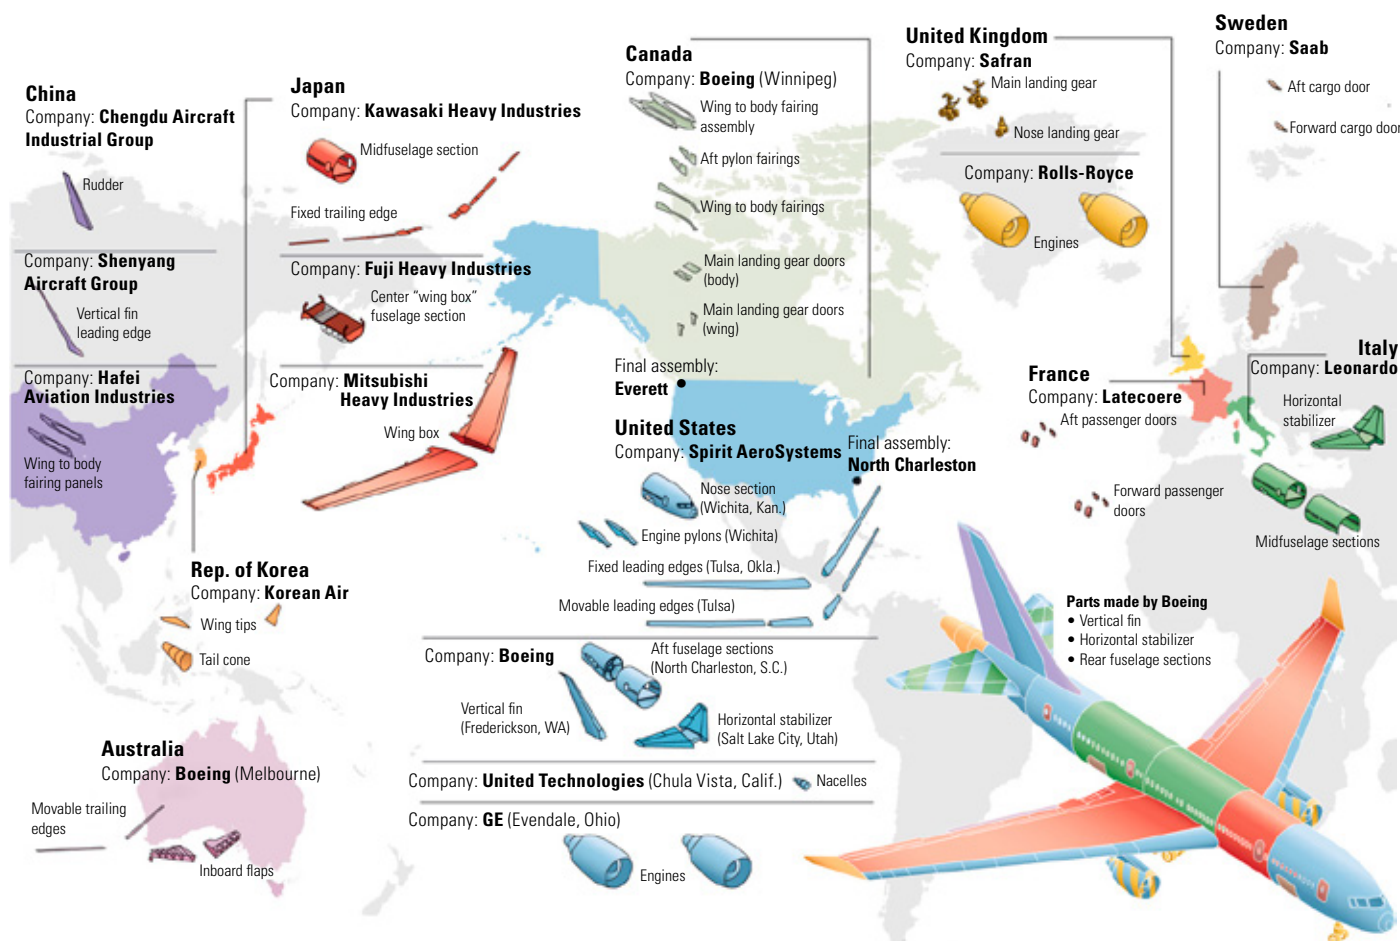 China
Company: Chengdu Aircraft
Industrial Group
Rudder
Company: Shenyang
Aircraft Group
Vertical fin
leading edge
Company: Hafei
Aviation Industries
Wing to body
fairing panels
Japan
Company: Kawasaki Heavy Industries
Midfuselage section
Fixed trailing edge
Company: Fuji Heavy Industries
Center “wing box”
fuselage section
Company: Mitsubishi
Heavy Industries
Wing box
Rep. of Korea
Company: Korean Air
Wing tips
Tail cone
Australia
Company: Boeing (Melbourne)
Movable trailing
edges
Inboard flaps
Canada
Company: Boeing (Winnipeg)
Wing to body fairing
assembly
Aft pylon fairings
Wing to body fairings
Main landing gear doors
(body)
Main landing gear doors
(wing)
Final assembly:
Everett
United States
Company: Spirit AeroSystems
Final assembly:
North Charleston
Nose section
(Wichita, Kan.)
Engine pylons (Wichita)
Fixed leading edges (Tulsa, Okla.)
Movable leading edges (Tulsa)
Company: Boeing
Aft fuselage sections
(North Charleston, S.C.)
Vertical fin
(Frederickson, WA)
Horizontal stabilizer
(Salt Lake City, Utah)
Company: United Technologies (Chula Vista, Calif.)
Nacelles
Company: GE (Evendale, Ohio)
Engines
United Kingdom
Company: Safran
Main landing gear
Nose landing gear
Company: Rolls-Royce
Engines
Sweden
Company: Saab
Aft cargo door
Forward cargo door
France
Company: Latecoere
Aft passenger doors
Forward passenger
doors
Italy
Company: Leonardo
Horizontal
stabilizer
Midfuselage sections
Parts made by Boeing
• Vertical fin
• Horizontal stabilizer
• Rear fuselage sections